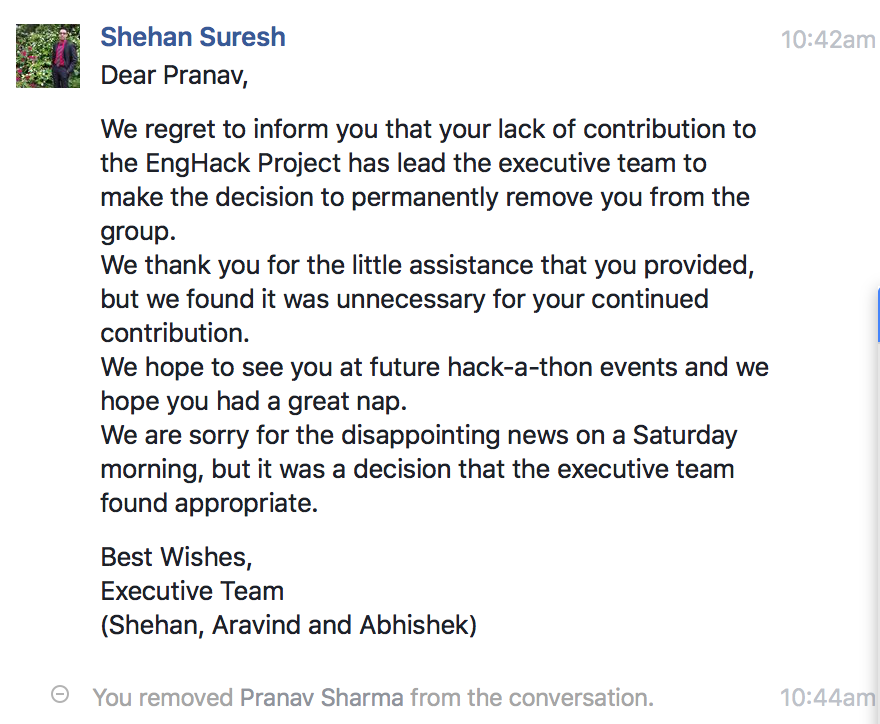 Shehan Suresh 10:42am
Dear Pranav,
We regret to inform you that your lack of contribution to
the EngHack Project has lead the executive team to
make the decision to permanently remove you from the
group.
We thank you for the little assistance that you provided,
but we found it was unnecessary for your continued
contribution.
We hope to see you at future hack-a-thon events and we
hope you had a great nap.
We are sorry for the disappointing news on a Saturday
morning, but it was a decision that the executive team
found appropriate.
Best Wishes,
Executive Team
(Shehan, Aravind and Abhishek)
You removed Pranav Sharma from the conversation. 10:44am